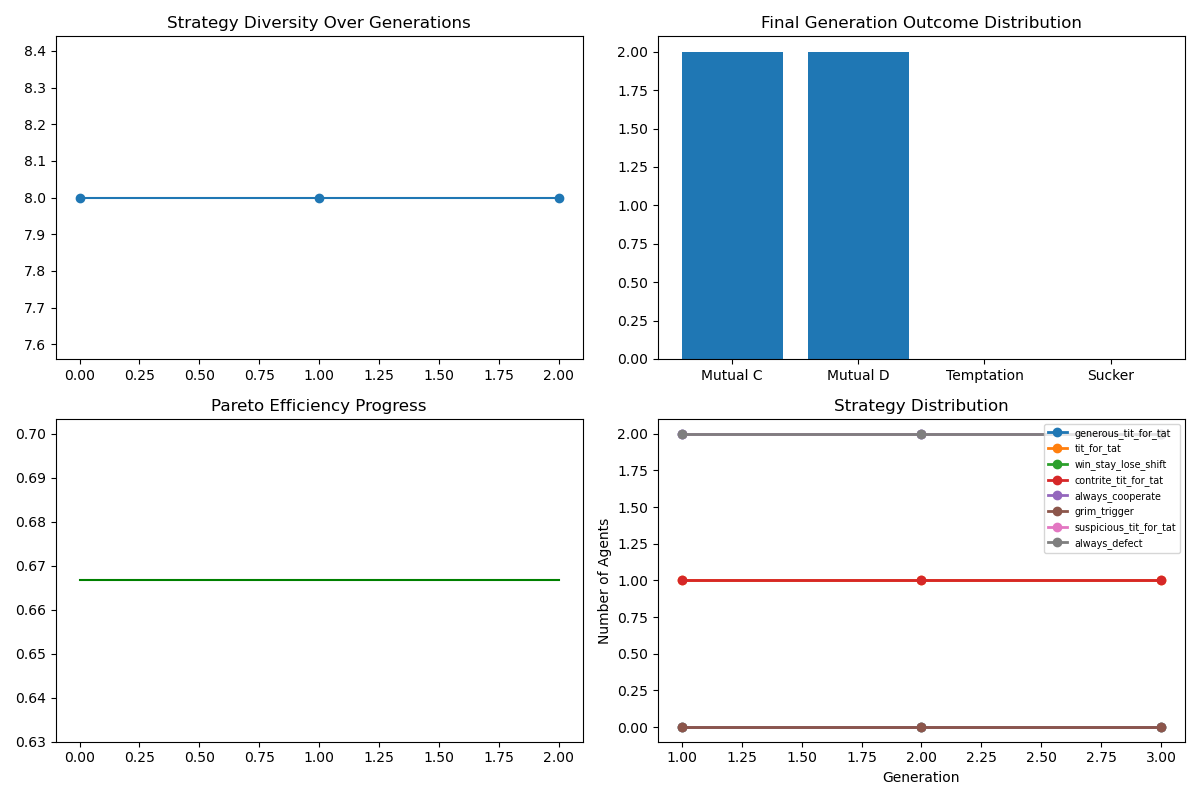 Strategy Diversity Over Generations
8.4
8.3
8.2
8.1
8.0
7.9
7.8
7.7
7.6
0.00 0.25 0.50 0.75 1.00 1.25 1.50 1.75 2.00
Final Generation Outcome Distribution
2.00
1.75
1.50
1.25
1.00
0.75
0.50
0.25
0.00
Mutual C Mutual D Temptation Sucker
Pareto Efficiency Progress
0.70
0.69
0.68
0.67
0.66
0.65
0.64
0.63
0.00 0.25 0.50 0.75 1.00 1.25 1.50 1.75 2.00
Strategy Distribution
Number of Agents
2.00
1.75
1.50
1.25
1.00
0.75
0.50
0.25
0.00
generous_tit_for_tat
tit_for_tat
win_stay_lose_shift
contrite_tit_for_tat
always_cooperate
grim_trigger
suspicious_tit_for_tat
always_defect
1.00 1.25 1.50 1.75 2.00 2.25 2.50 2.75 3.00
Generation